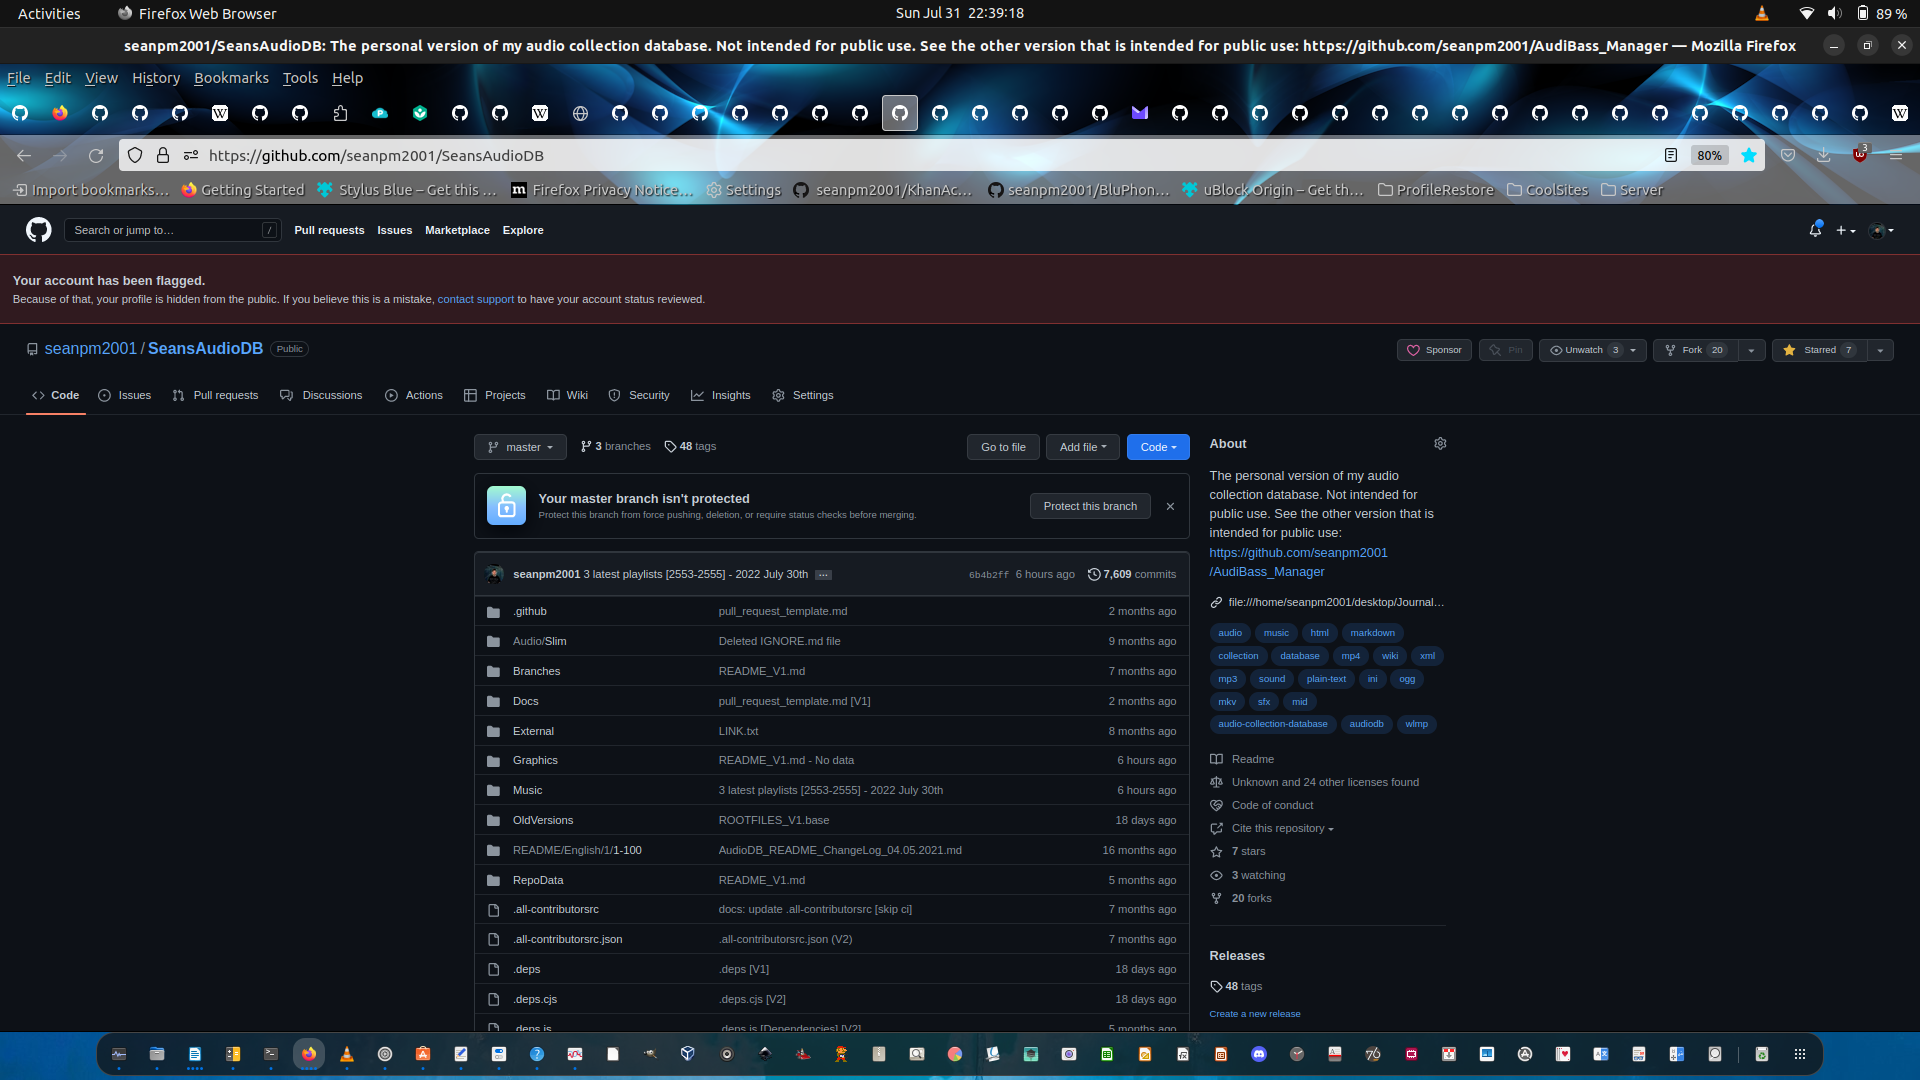 Activities
Firefox Web Browser
Sun Jul 31 22:39:18
89 %
seanpm2001/SeansAudioDB: The personal version of my audio collection database. Not intended for public use. See the other version that is intended for public use: https://github.com/seanpm2001/AudiBass_Manager — Mozilla Firefox
File Edit View History Bookmarks Tools Help
https://github.com/seanpm2001/SeansAudioDB
80%
3
Import bookmarks… Getting Started Stylus Blue – Get this … Firefox Privacy Notice… Settings seanpm2001/KhanAc… seanpm2001/BluPhon… uBlock Origin – Get th… ProfileRestore CoolSites Server
Search or jump to… /
Pull requests Issues Marketplace Explore
Your account has been flagged.
Because of that, your profile is hidden from the public. If you believe this is a mistake, contact support to have your account status reviewed.
seanpm2001 / SeansAudioDB Public
Sponsor Pin Unwatch 3 Fork 20 Starred 7
Code Issues Pull requests Discussions Actions Projects Wiki Security Insights Settings
master 3 branches 48 tags
Go to file Add file Code
Your master branch isn't protected
Protect this branch from force pushing, deletion, or require status checks before merging.
Protect this branch
seanpm2001 3 latest playlists [2553-2555] - 2022 July 30th … 6b4b2ff 6 hours ago 7,609 commits
.github pull_request_template.md 2 months ago
Audio/Slim Deleted IGNORE.md file 9 months ago
Branches README_V1.md 7 months ago
Docs pull_request_template.md [V1] 2 months ago
External LINK.txt 8 months ago
Graphics README_V1.md - No data 6 hours ago
Music 3 latest playlists [2553-2555] - 2022 July 30th 6 hours ago
OldVersions ROOTFILES_V1.base 18 days ago
README/English/1/1-100 AudioDB_README_ChangeLog_04.05.2021.md 16 months ago
RepoData README_V1.md 5 months ago
.all-contributorsrc docs: update .all-contributorsrc [skip ci] 7 months ago
.all-contributorsrc.json .all-contributorsrc.json (V2) 7 months ago
.deps .deps [V1] 18 days ago
.deps.cjs .deps.cjs [V2] 18 days ago
.deps.js .deps.js [Dependencies] [V2] 5 months ago
About
The personal version of my audio
collection database. Not intended for
public use. See the other version that is
intended for public use:
https://github.com/seanpm2001
/AudiBass_Manager
file:///home/seanpm2001/desktop/Journal…
audio music html markdown
collection database mp4 wiki xml
mp3 sound plain-text ini ogg
mkv sfx mid
audio-collection-database audiodb wlmp
Readme
Unknown and 24 other licenses found
Code of conduct
Cite this repository
7 stars
3 watching
20 forks
Releases
48 tags
Create a new release